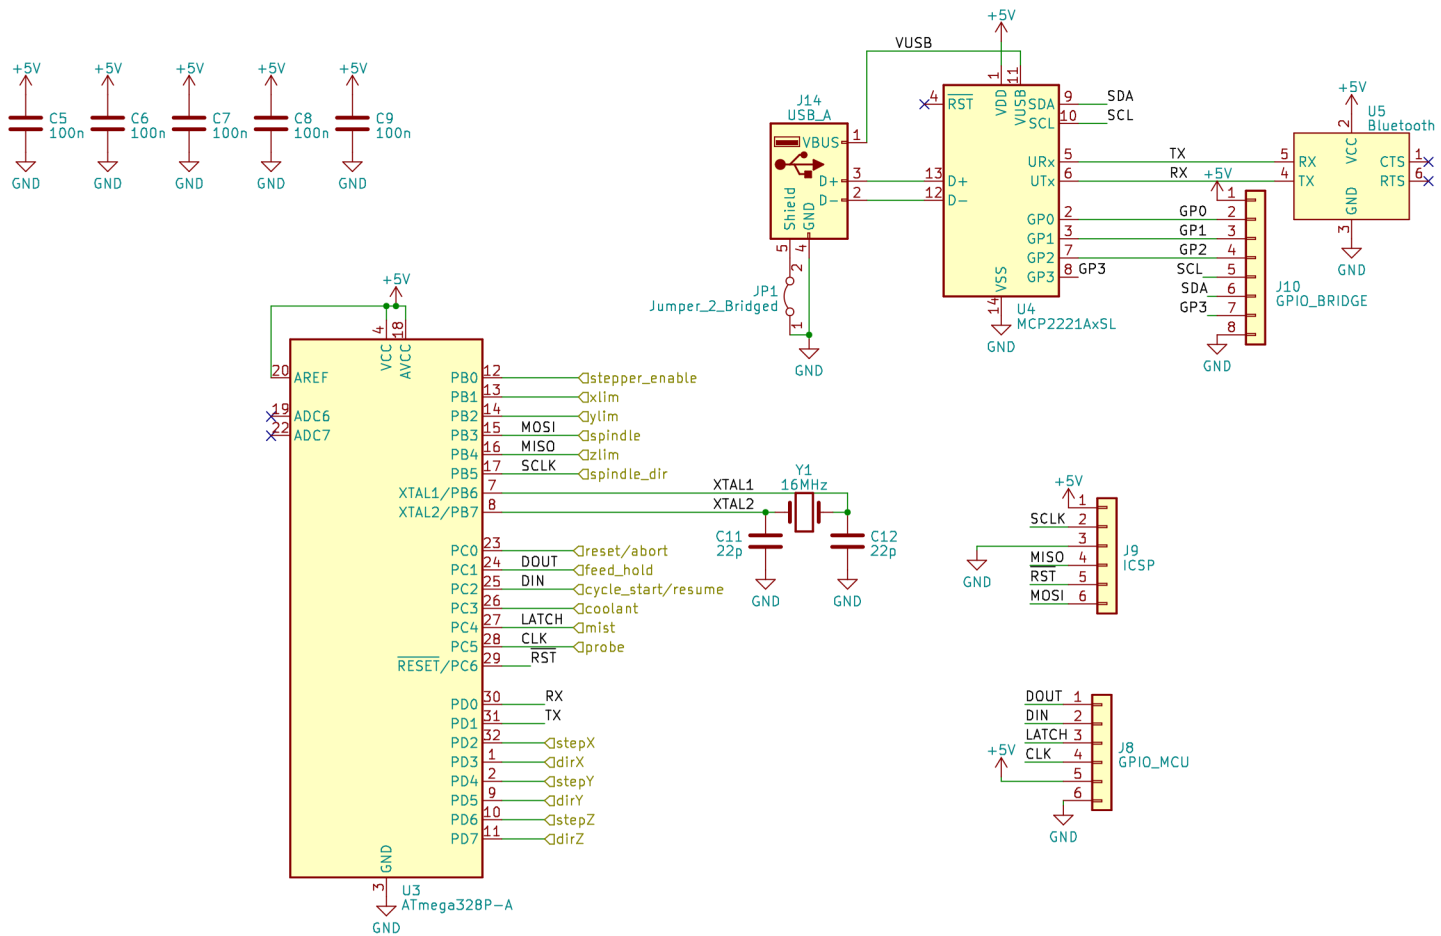 +5V +5V +5V +5V +5V
C5 C6 C7 C8 C9
100n 100n 100n 100n 100n
GND GND GND GND GND
VUSB
+5V
J14
USB_A
VBUS 1
D+ 3
D- 2
Shield
GND
5 4
2
JP1
Jumper_2_Bridged
1
GND
1 11
VDD
VUSB
4 RST
SDA 9 SDA
SCL 10 SCL
URx 5 TX
UTx 6 RX
13 D+
12 D-
GP0 2 GP0
GP1 3 GP1
GP2 7 GP2
GP3 8 GP3
VSS
14
U4
MCP2221AxSL
GND
+5V
U5
Bluetooth
2
VCC
5 RX CTS 1
4 TX RTS 6
GND
3
GND
+5V
1
2
3
4
SCL 5
SDA 6
GP3 7
8
J10
GPIO_BRIDGE
GND
+5V
4 18
VCC
AVCC
20 AREF
19 ADC6
22 ADC7
PB0 12 stepper_enable
PB1 13 xlim
PB2 14 ylim
PB3 15 MOSI spindle
PB4 16 MISO zlim
PB5 17 SCLK spindle_dir
XTAL1/PB6 7 XTAL1
XTAL2/PB7 8 XTAL2
PC0 23 reset/abort
PC1 24 DOUT feed_hold
PC2 25 DIN cycle_start/resume
PC3 26 coolant
PC4 27 LATCH mist
PC5 28 CLK probe
RESET/PC6 29 RST
PD0 30 RX
PD1 31 TX
PD2 32 stepX
PD3 1 dirX
PD4 2 stepY
PD5 9 dirY
PD6 10 stepZ
PD7 11 dirZ
GND
3
U3
ATmega328P-A
GND
Y1
16MHz
C11
22p
C12
22p
GND GND
+5V
1
SCLK 2
3
MISO 4
RST 5
MOSI 6
J9
ICSP
GND
DOUT 1
DIN 2
LATCH 3
CLK 4
+5V 5
6
J8
GPIO_MCU
GND